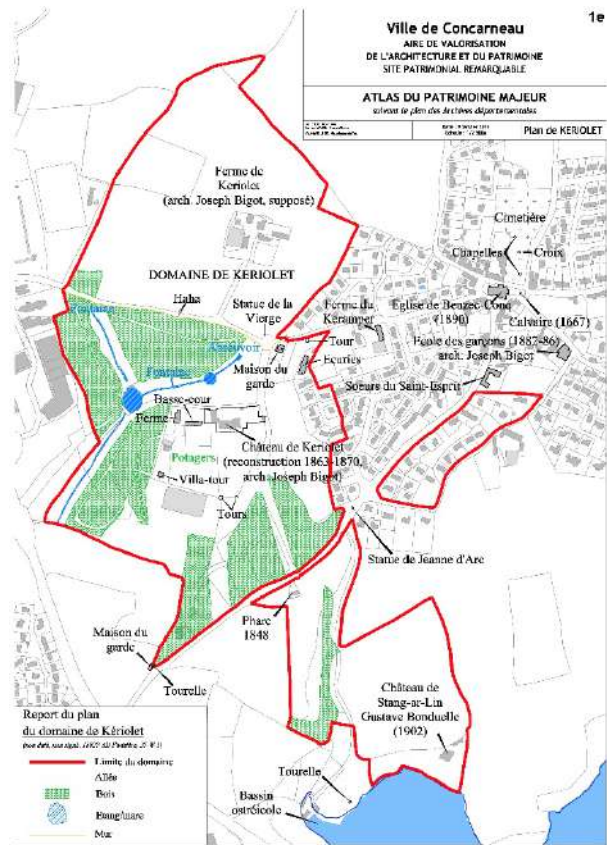 1e
Ville de Concarneau
AIRE DE VALORISATION
DE L'ARCHITECTURE ET DU PATRIMOINE
SITE PATRIMONIAL REMARQUABLE
ATLAS DU PATRIMOINE MAJEUR
suivant le plan des Archives départementales
Plan de KERIOLET
Ferme de
Keriolet
(arch. Joseph Bigot, supposé)
DOMAINE DE KERIOLET
Haha
Statue de la
Vierge
Fontaine
Abreuvoir
Fontaine
Maison
du garde
Basse-cour
Ferme
Château de Keriolet
(reconstruction 1863-1870,
arch. Joseph Bigot)
Potagers
Villa-tour
Tours
Ferme du
Keramper
Tour
Ecuries
Cimetière
Chapelles
Croix
Eglise de Beuzec-Conq
(1890)
Calvaire (1667)
Ecole des garçons (1882-86)
arch. Joseph Bigot
Soeurs du Saint-Esprit
Statue de Jeanne d'Arc
Phare
1848
Maison du
garde
Tourelle
Château de
Stang-ar-Lin
Gustave Bonduelle
(1902)
Tourelle
Bassin
ostréicole
Report du plan
du domaine de Kériolet
Limite du domaine
Allée
Bois
Etang/mare
Mur